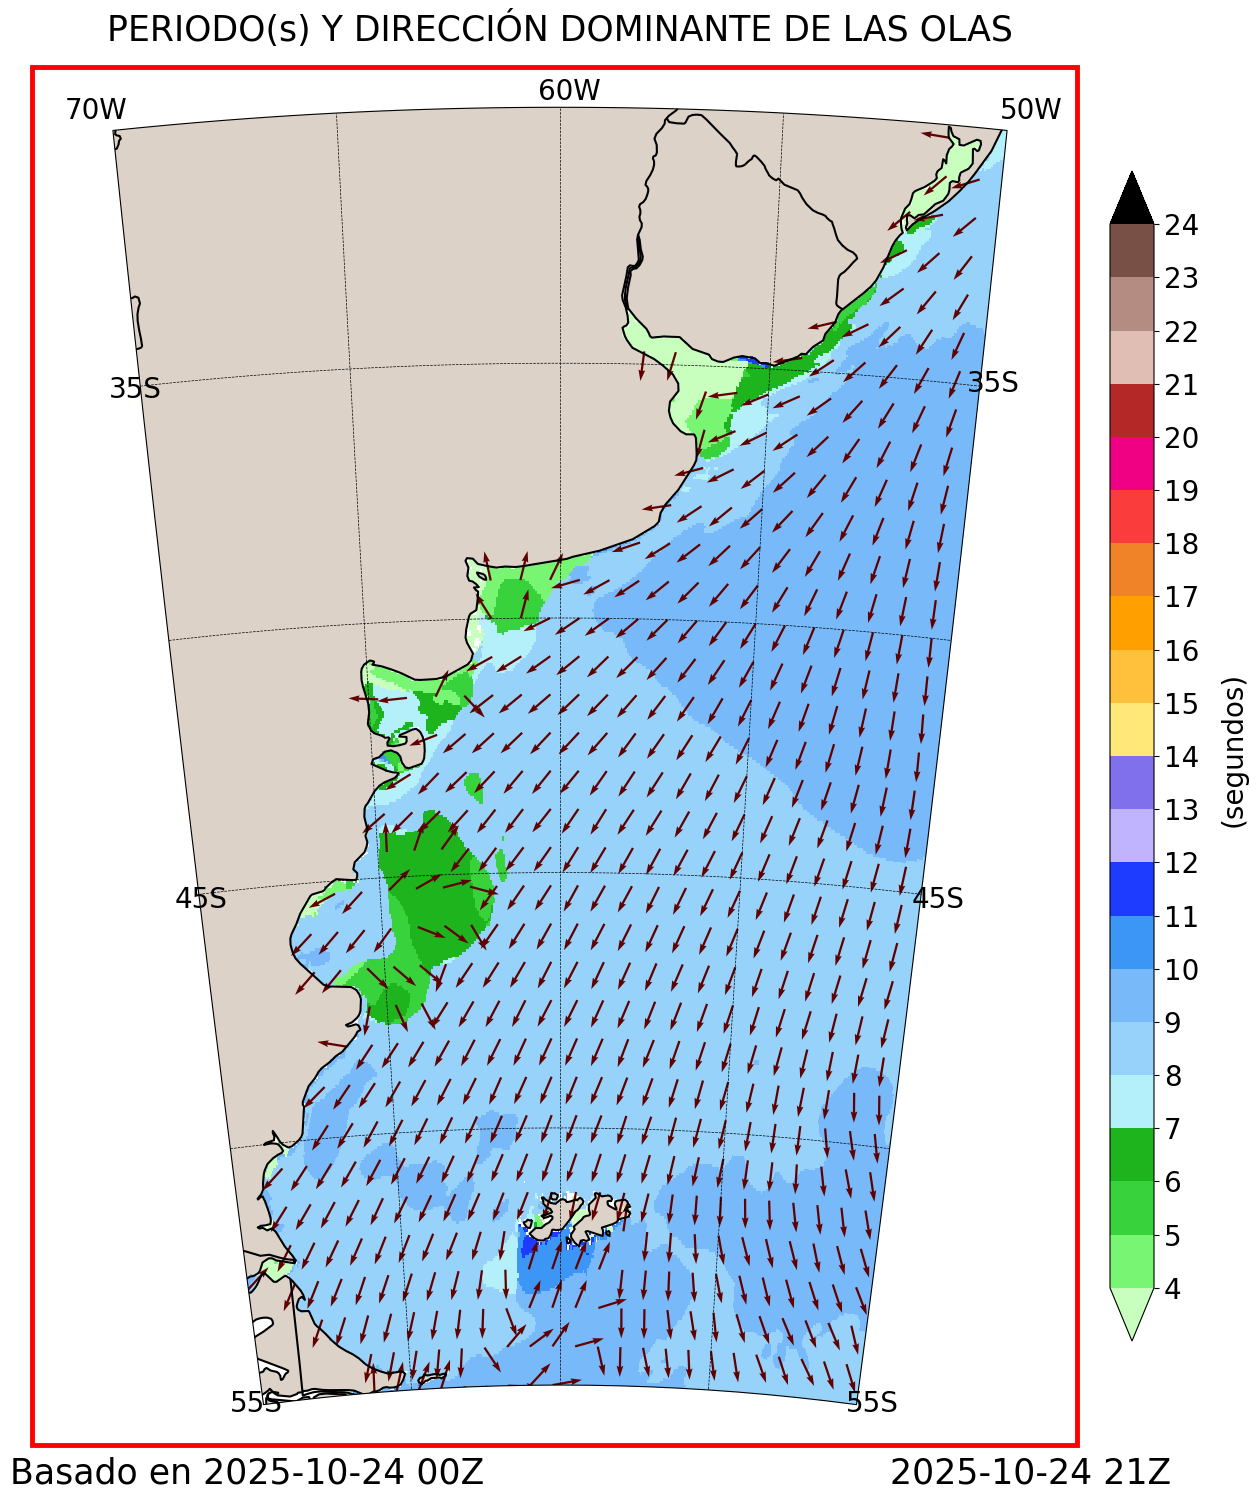 PERIODO(s) Y DIRECCIÓN DOMINANTE DE LAS OLAS
70W
60W
50W
35S
35S
45S
45S
55S
55S
24
23
22
21
20
19
18
17
16
15
14
13
12
11
10
9
8
7
6
5
4
(segundos)
Basado en 2025-10-24 00Z
2025-10-24 21Z